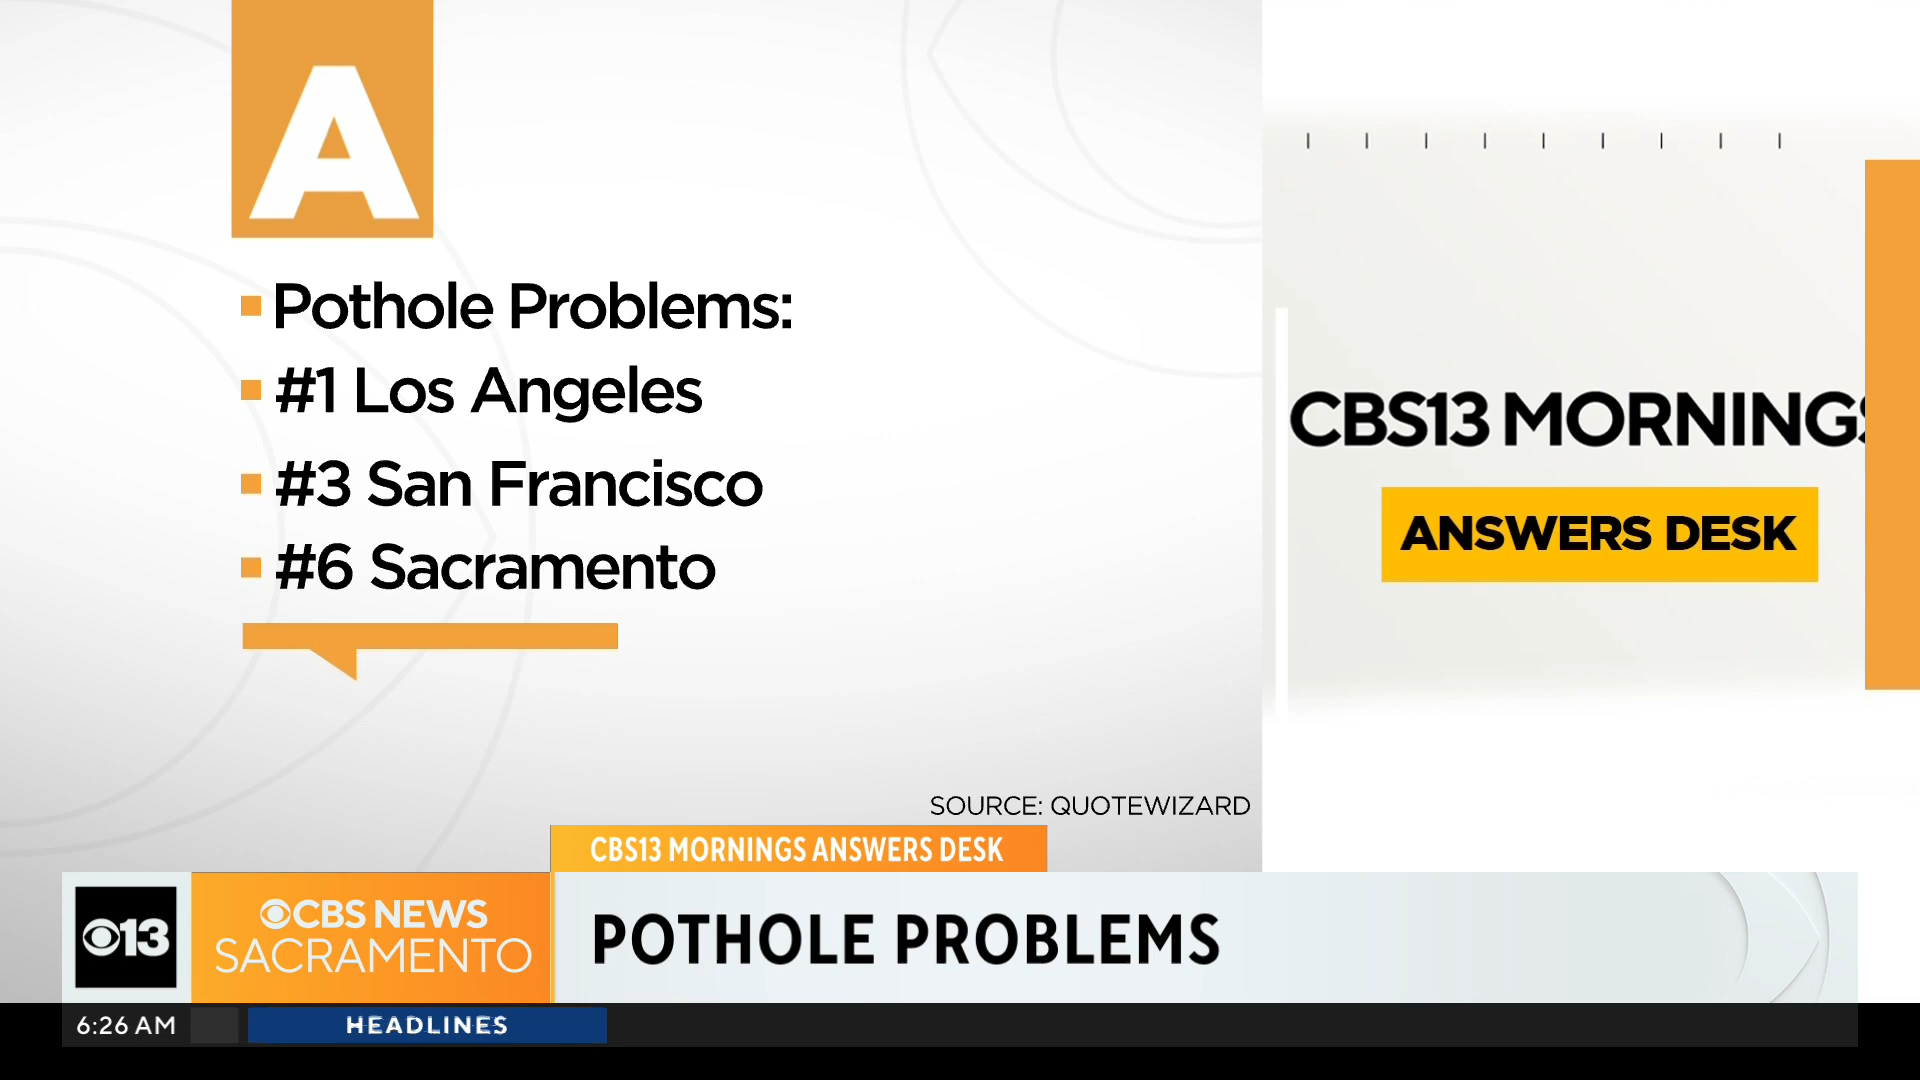 A
Pothole Problems:
#1 Los Angeles
#3 San Francisco
#6 Sacramento
CBS13 MORNINGS
ANSWERS DESK
SOURCE: QUOTEWIZARD
CBS13 MORNINGS ANSWERS DESK
13
CBS NEWS
SACRAMENTO
POTHOLE PROBLEMS
6:26 AM
HEADLINES